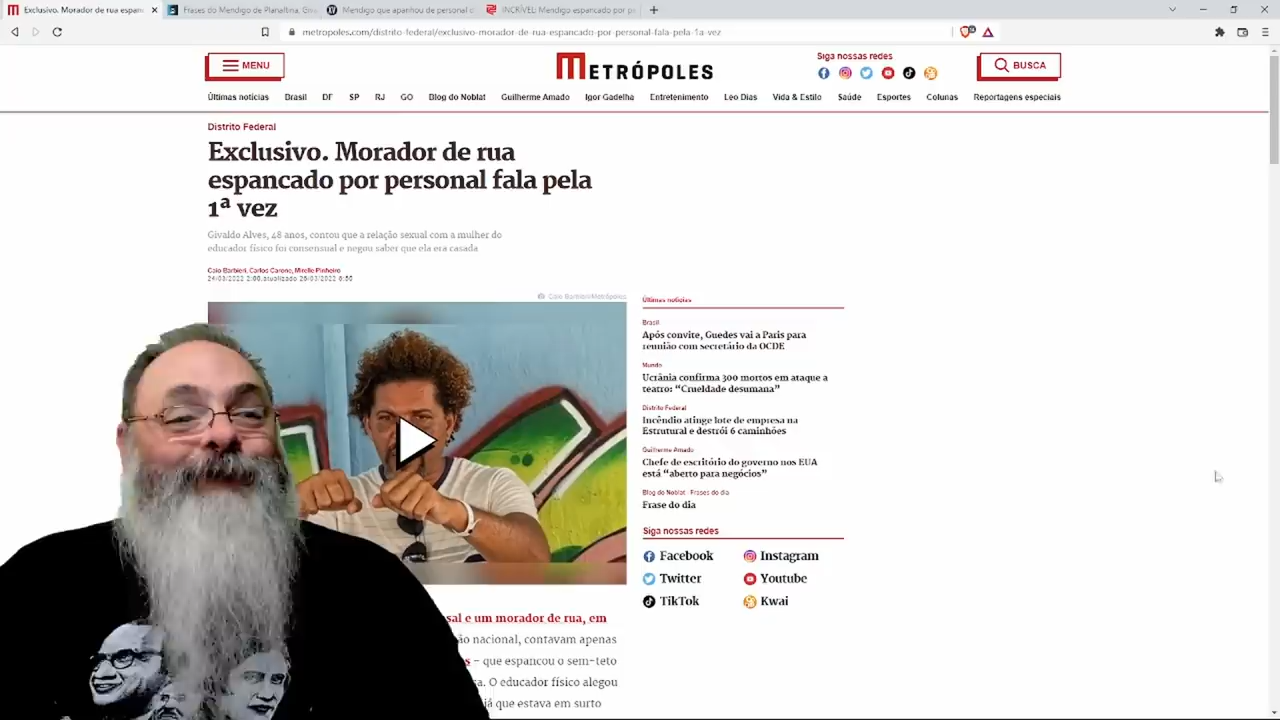 Exclusivo. Morador de rua espan
Frases do Mendigo de Planaltina, Giv
Mendigo que apanhou de personal d
INCRÍVEL! Mendigo espancado por p
metropoles.com/distrito-federal/exclusivo-morador-de-rua-espancado-por-personal-fala-pela-1a-vez
MENU
METRÓPOLES
Siga nossas redes
BUSCA
Últimas notícias Brasil DF SP RJ GO Blog do Noblat Guilherme Amado Igor Gadelha Entretenimento Leo Dias Vida & Estilo Saúde Esportes Colunas Reportagens especiais
Distrito Federal
Exclusivo. Morador de rua
espancado por personal fala pela
1ª vez
Givaldo Alves, 48 anos, contou que a relação sexual com a mulher do
educador físico foi consensual e negou saber que ela era casada
Caio Barbieri, Carlos Carone, Mirelle Pinheiro
24/03/2022 2:00, atualizado
Caio Barbieri/Metrópoles
Últimas notícias
Brasil
Após convite, Guedes vai a Paris para
reunião com secretário da OCDE
Mundo
Ucrânia confirma 300 mortos em ataque a
teatro: “Crueldade desumana”
Distrito Federal
Incêndio atinge lote de empresa na
Estrutural e destrói 6 caminhões
Guilherme Amado
Chefe de escritório do governo nos EUA
está “aberto para negócios”
Blog do Noblat Frases do dia
Frase do dia
Siga nossas redes
Facebook Instagram
Twitter Youtube
TikTok Kwai
sal e um morador de rua, em
ão nacional, contavam apenas
s – que espancou o sem-teto
a. O educador físico alegou
já que estava em surto